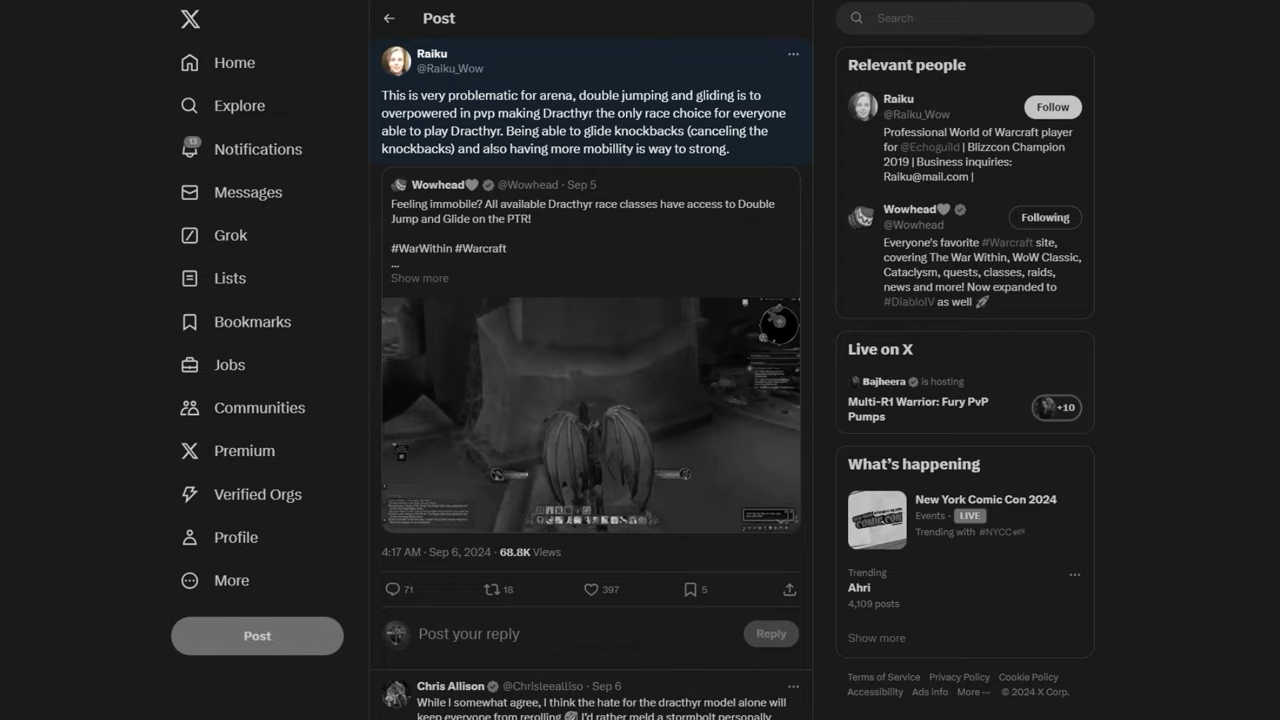 Home
Explore
13
Notifications
Messages
Grok
Lists
Bookmarks
Jobs
Communities
Premium
Verified Orgs
Profile
More
Post
Post
Raiku
@Raiku_Wow
This is very problematic for arena, double jumping and gliding is to
overpowered in pvp making Dracthyr the only race choice for everyone
able to play Dracthyr. Being able to glide knockbacks (canceling the
knockbacks) and also having more mobillity is way to strong.
Wowhead @Wowhead · Sep 5
Feeling immobile? All available Dracthyr race classes have access to Double
Jump and Glide on the PTR!
#WarWithin #Warcraft
...
Show more
4:17 AM · Sep 6, 2024 · 68.8K Views
71 18 397 5
Post your reply
Reply
Chris Allison @Chrisleealliso · Sep 6
While I somewhat agree, I think the hate for the dracthyr model alone will
keep everyone from rerolling I'd rather meld a stormbolt personally
Search
Relevant people
Raiku
@Raiku_Wow
Follow
Professional World of Warcraft player
for @Echoguild | Blizzcon Champion
2019 | Business inquiries:
Raiku@mail.com |
Wowhead
@Wowhead
Following
Everyone's favorite #Warcraft site,
covering The War Within, WoW Classic,
Cataclysm, quests, classes, raids,
news and more! Now expanded to
#DiabloIV as well
Live on X
Bajheera is hosting
Multi-R1 Warrior: Fury PvP
Pumps
+10
What's happening
New York Comic Con 2024
Events · LIVE
Trending with #NYCC
Trending
Ahri
4,109 posts
Show more
Terms of Service Privacy Policy Cookie Policy
Accessibility Ads info More ··· © 2024 X Corp.